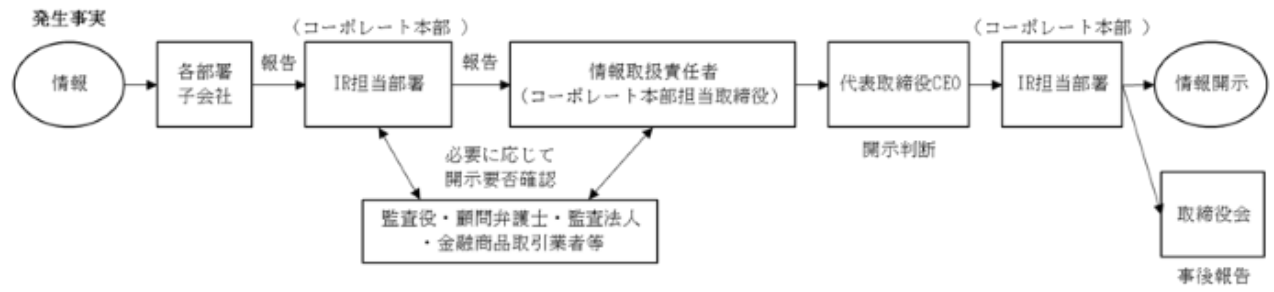 発生事実
情報
各部署
子会社
報告
（コーポレート本部 ）
IR担当部署
報告
情報取扱責任者
（コーポレート本部担当取締役）
代表取締役CEO
開示判断
（コーポレート本部 ）
IR担当部署
情報開示
必要に応じて
開示要否確認
監査役・顧問弁護士・監査法人
・金融商品取引業者等
取締役会
事後報告